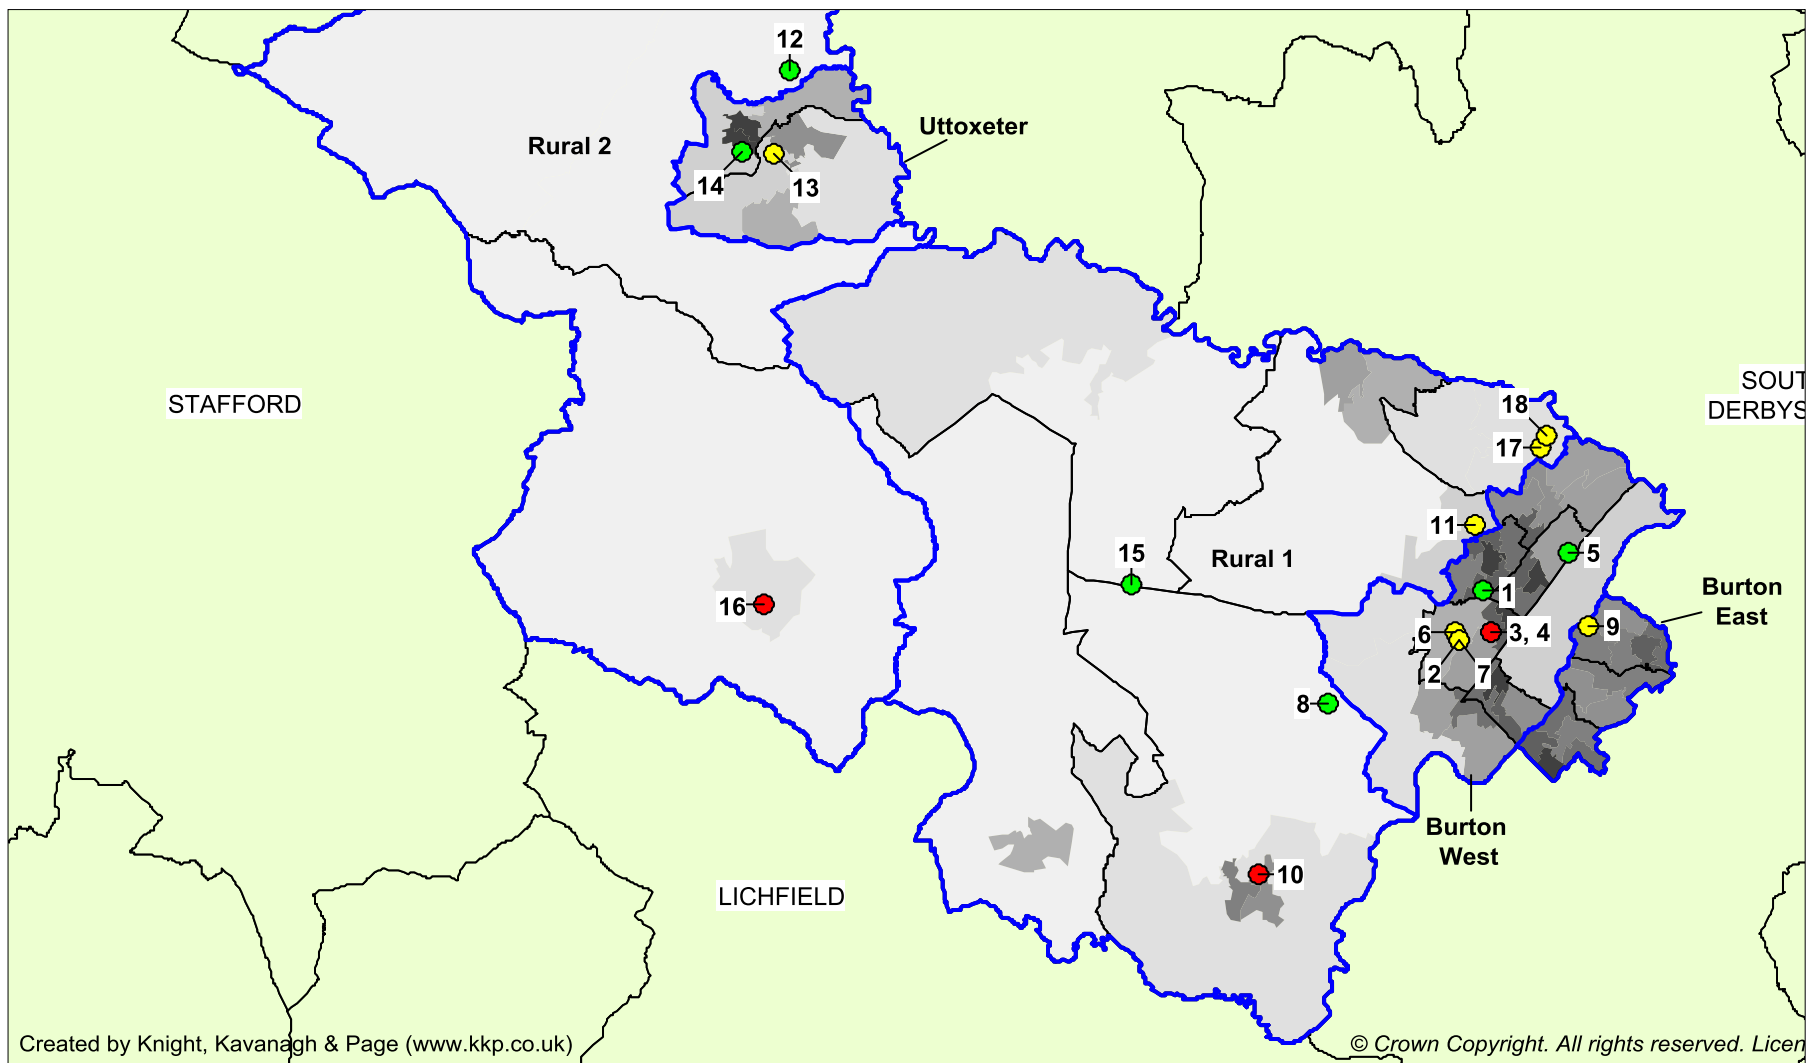 12
Uttoxeter
Rural 2
14
13
STAFFORD
SOUT
DERBYS
18
17
11
15
Rural 1
5
1
Burton
East
16
6
3, 4
9
2
7
8
Burton
West
10
LICHFIELD
Created by Knight, Kavanagh & Page (www.kkp.co.uk)
© Crown Copyright. All rights reserved. Licen